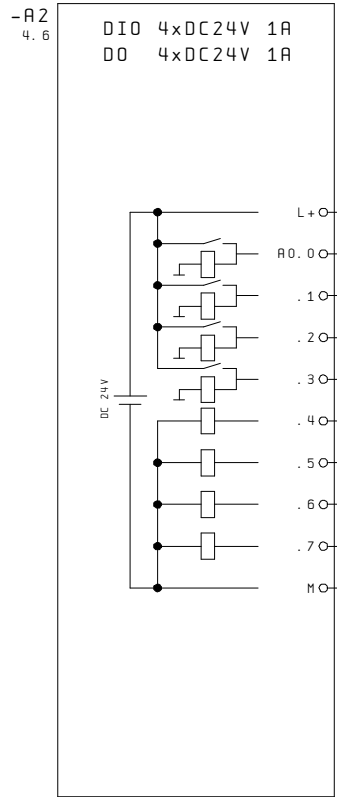 -A2
4.6
DIO 4xDC24V 1A
DO 4xDC24V 1A
L+
A0.0
.1
.2
.3
DC 24V
.4
.5
.6
.7
M